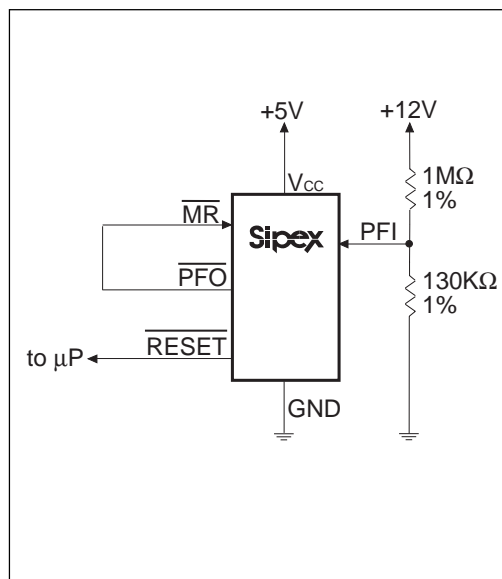 +5V
+12V
VCC
1MΩ
1%
MR
Sipex
PFI
PFO
130KΩ
1%
RESET
to µP
GND